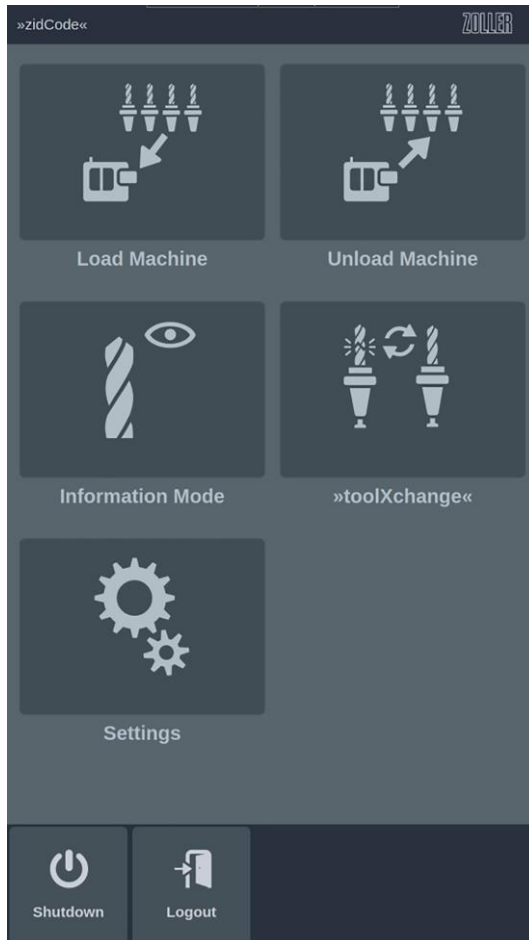 »zidCode«
ZOLLER
Load Machine
Unload Machine
Information Mode
»toolXchange«
Settings
Shutdown
Logout